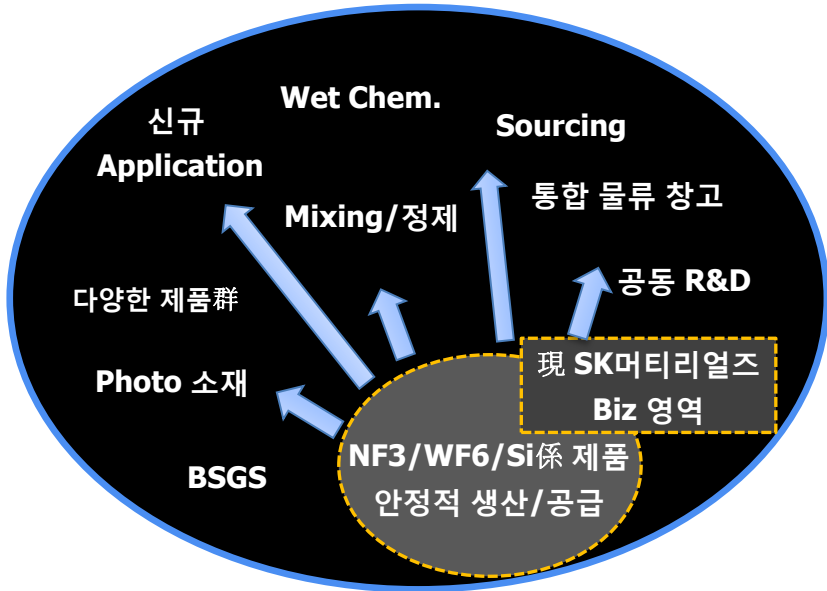 Wet Chem.
신규
Application
Sourcing
Mixing/정제
통합 물류 창고
공동 R&D
다양한 제품群
Photo 소재
現 SK머티리얼즈
Biz 영역
BSGS
NF3/WF6/Si係 제품
안정적 생산/공급